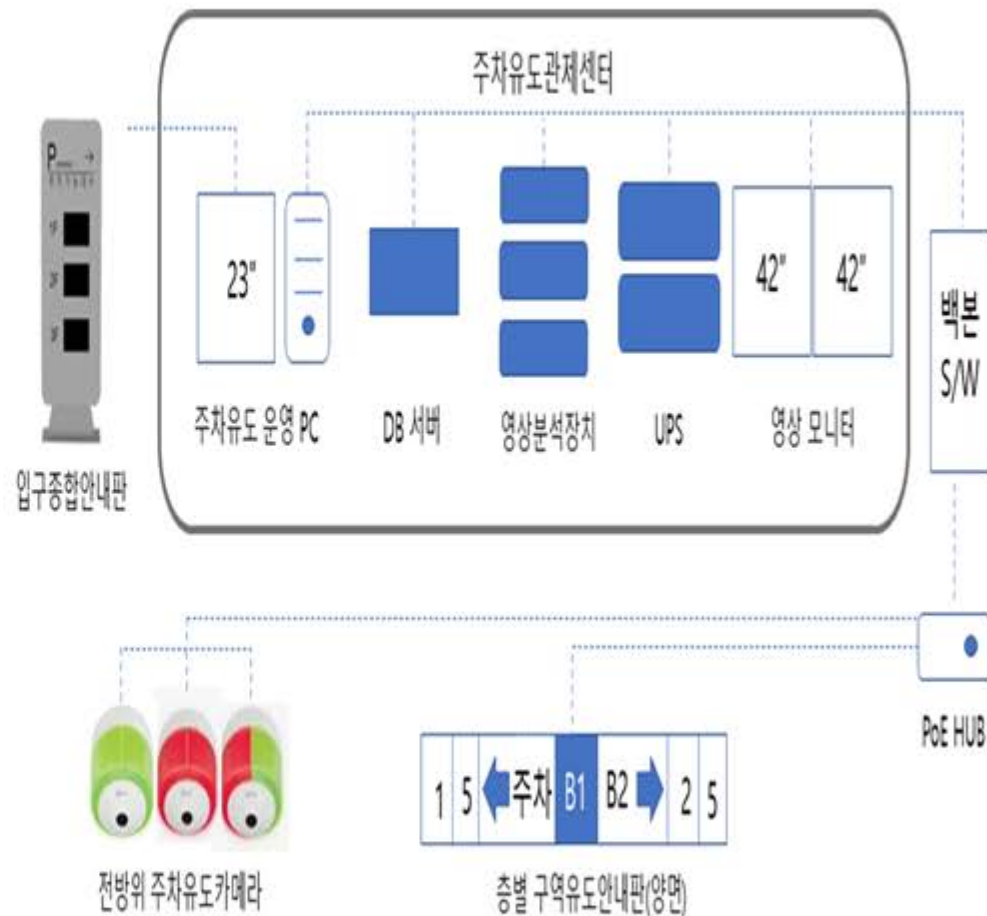 주차유도관제센터
P
1F
2F
3F
23"
42"
42"
백본
S/W
주차유도 운영 PC
DB 서버
영상분석장치
UPS
영상 모니터
입구종합안내판
PoE HUB
1 5 주차 B1 B2 2 5
전방위 주차유도카메라
층별 구역유도안내판(양면)